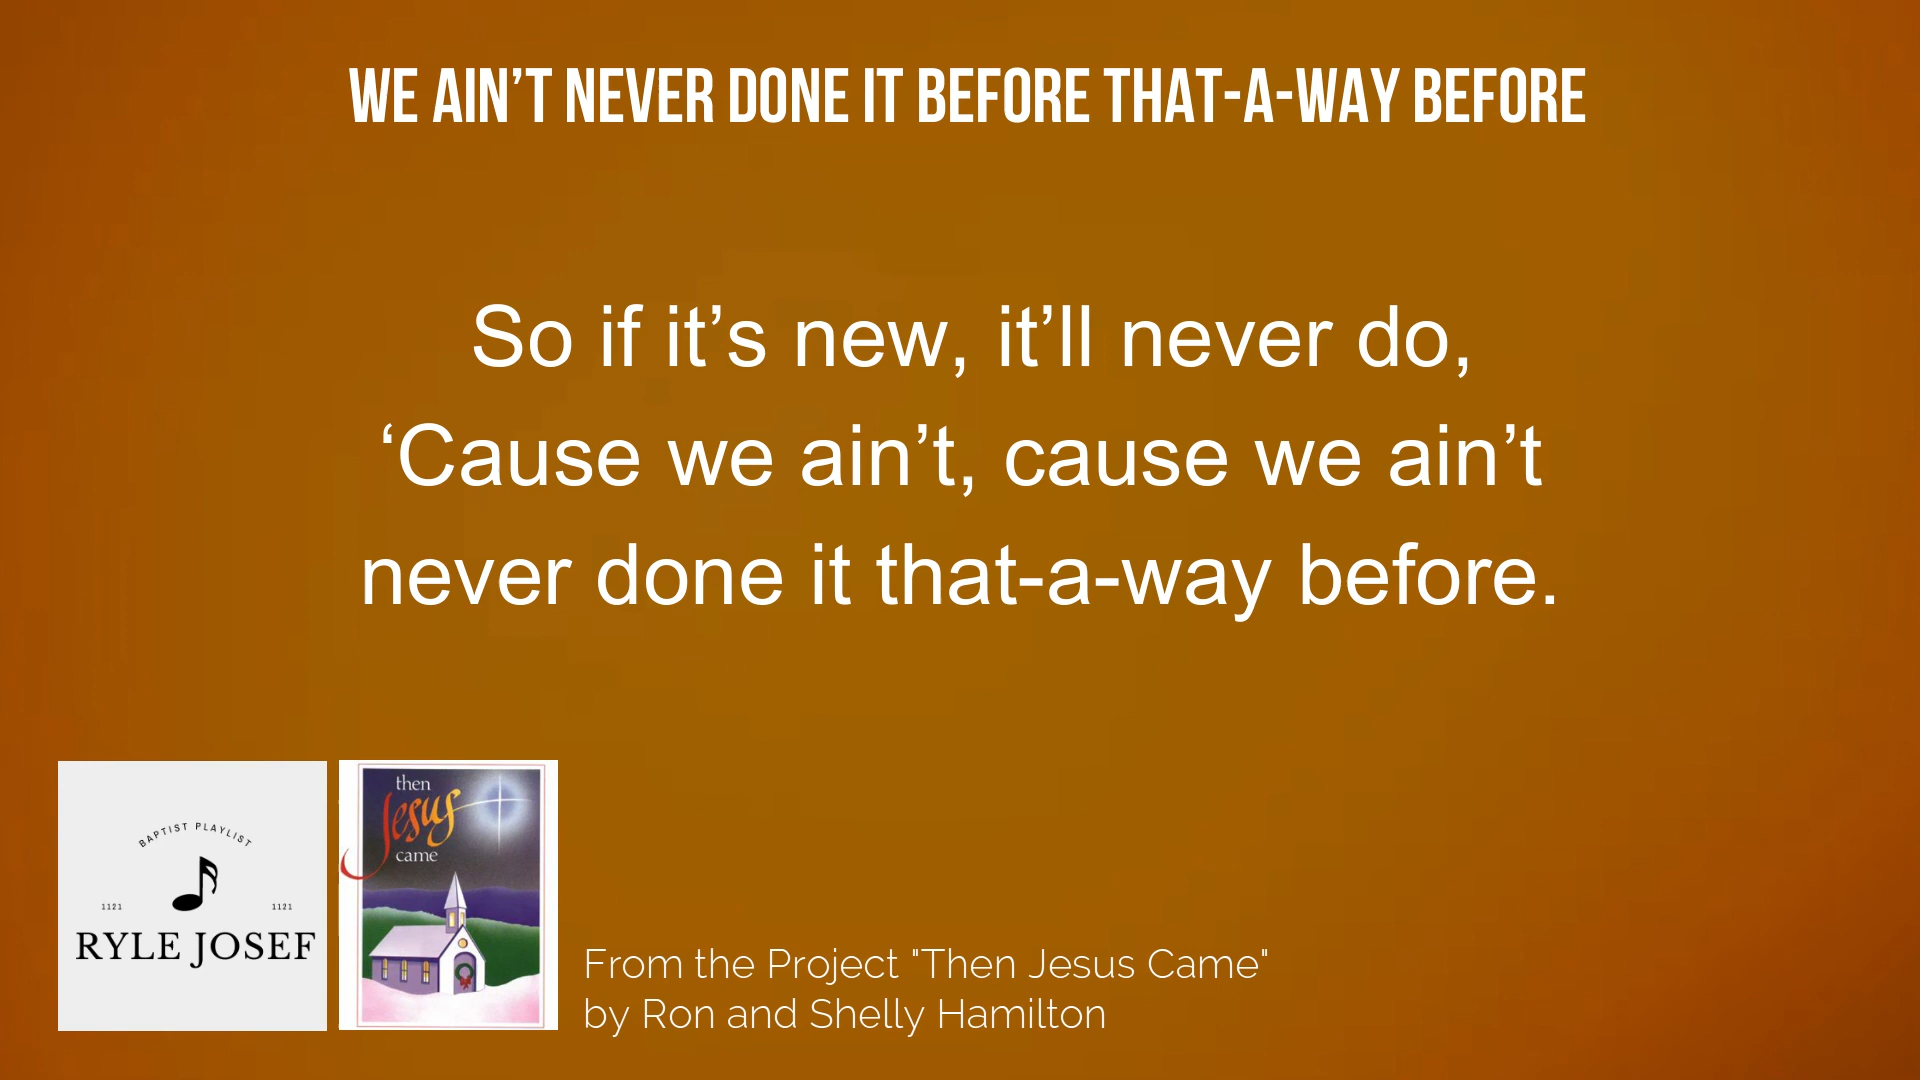 WE AIN’T NEVER DONE IT BEFORE THAT-A-WAY BEFORE
So if it’s new, it’ll never do,
‘Cause we ain’t, cause we ain’t
never done it that-a-way before.
BAPTIST PLAYLIST
1121 1121
RYLE JOSEF
then
Jesus
came
From the Project "Then Jesus Came"
by Ron and Shelly Hamilton